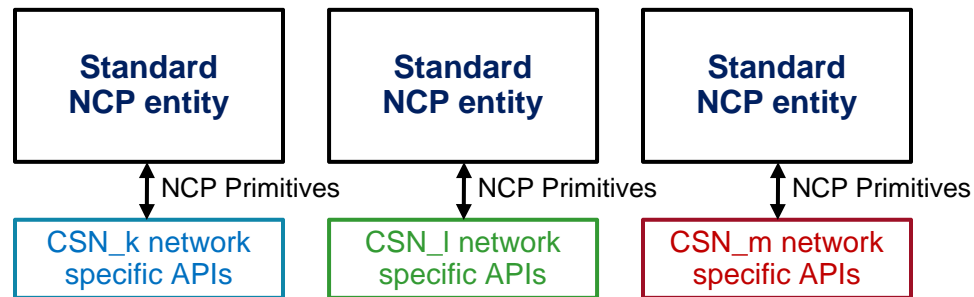 Standard
NCP entity
Standard
NCP entity
Standard
NCP entity
NCP Primitives
NCP Primitives
NCP Primitives
CSN_k network
specific APIs
CSN_l network
specific APIs
CSN_m network
specific APIs